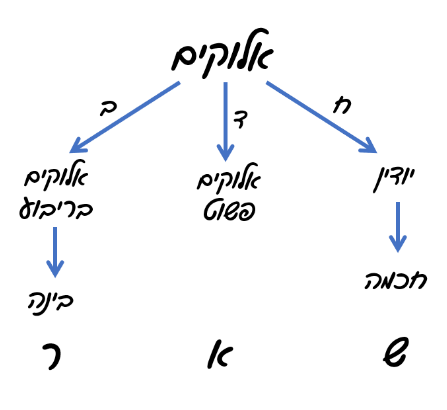 אלוקים
ח ד ב
יודין אלוקים אלוקים
פשוט בריבוע
חכמה
בינה
ש א ר